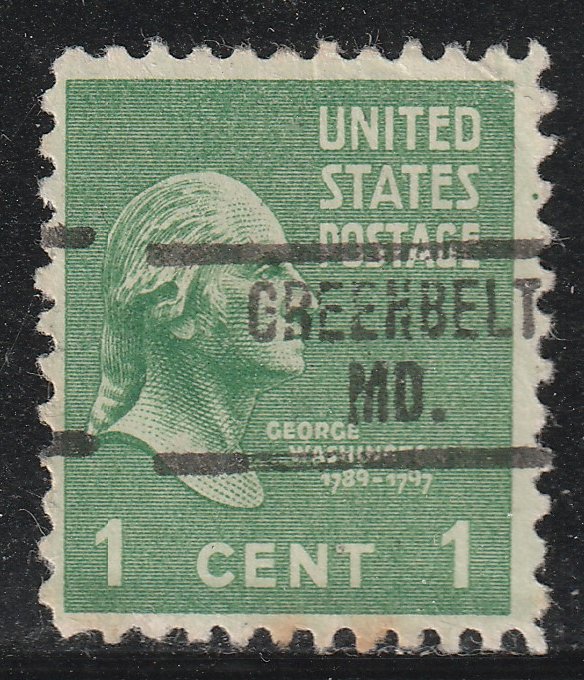 UNITED
STATES
POSTAGE
GREENBELT
MD.
GEORGE
WASHINGTON
1789-1797
1 CENT 1